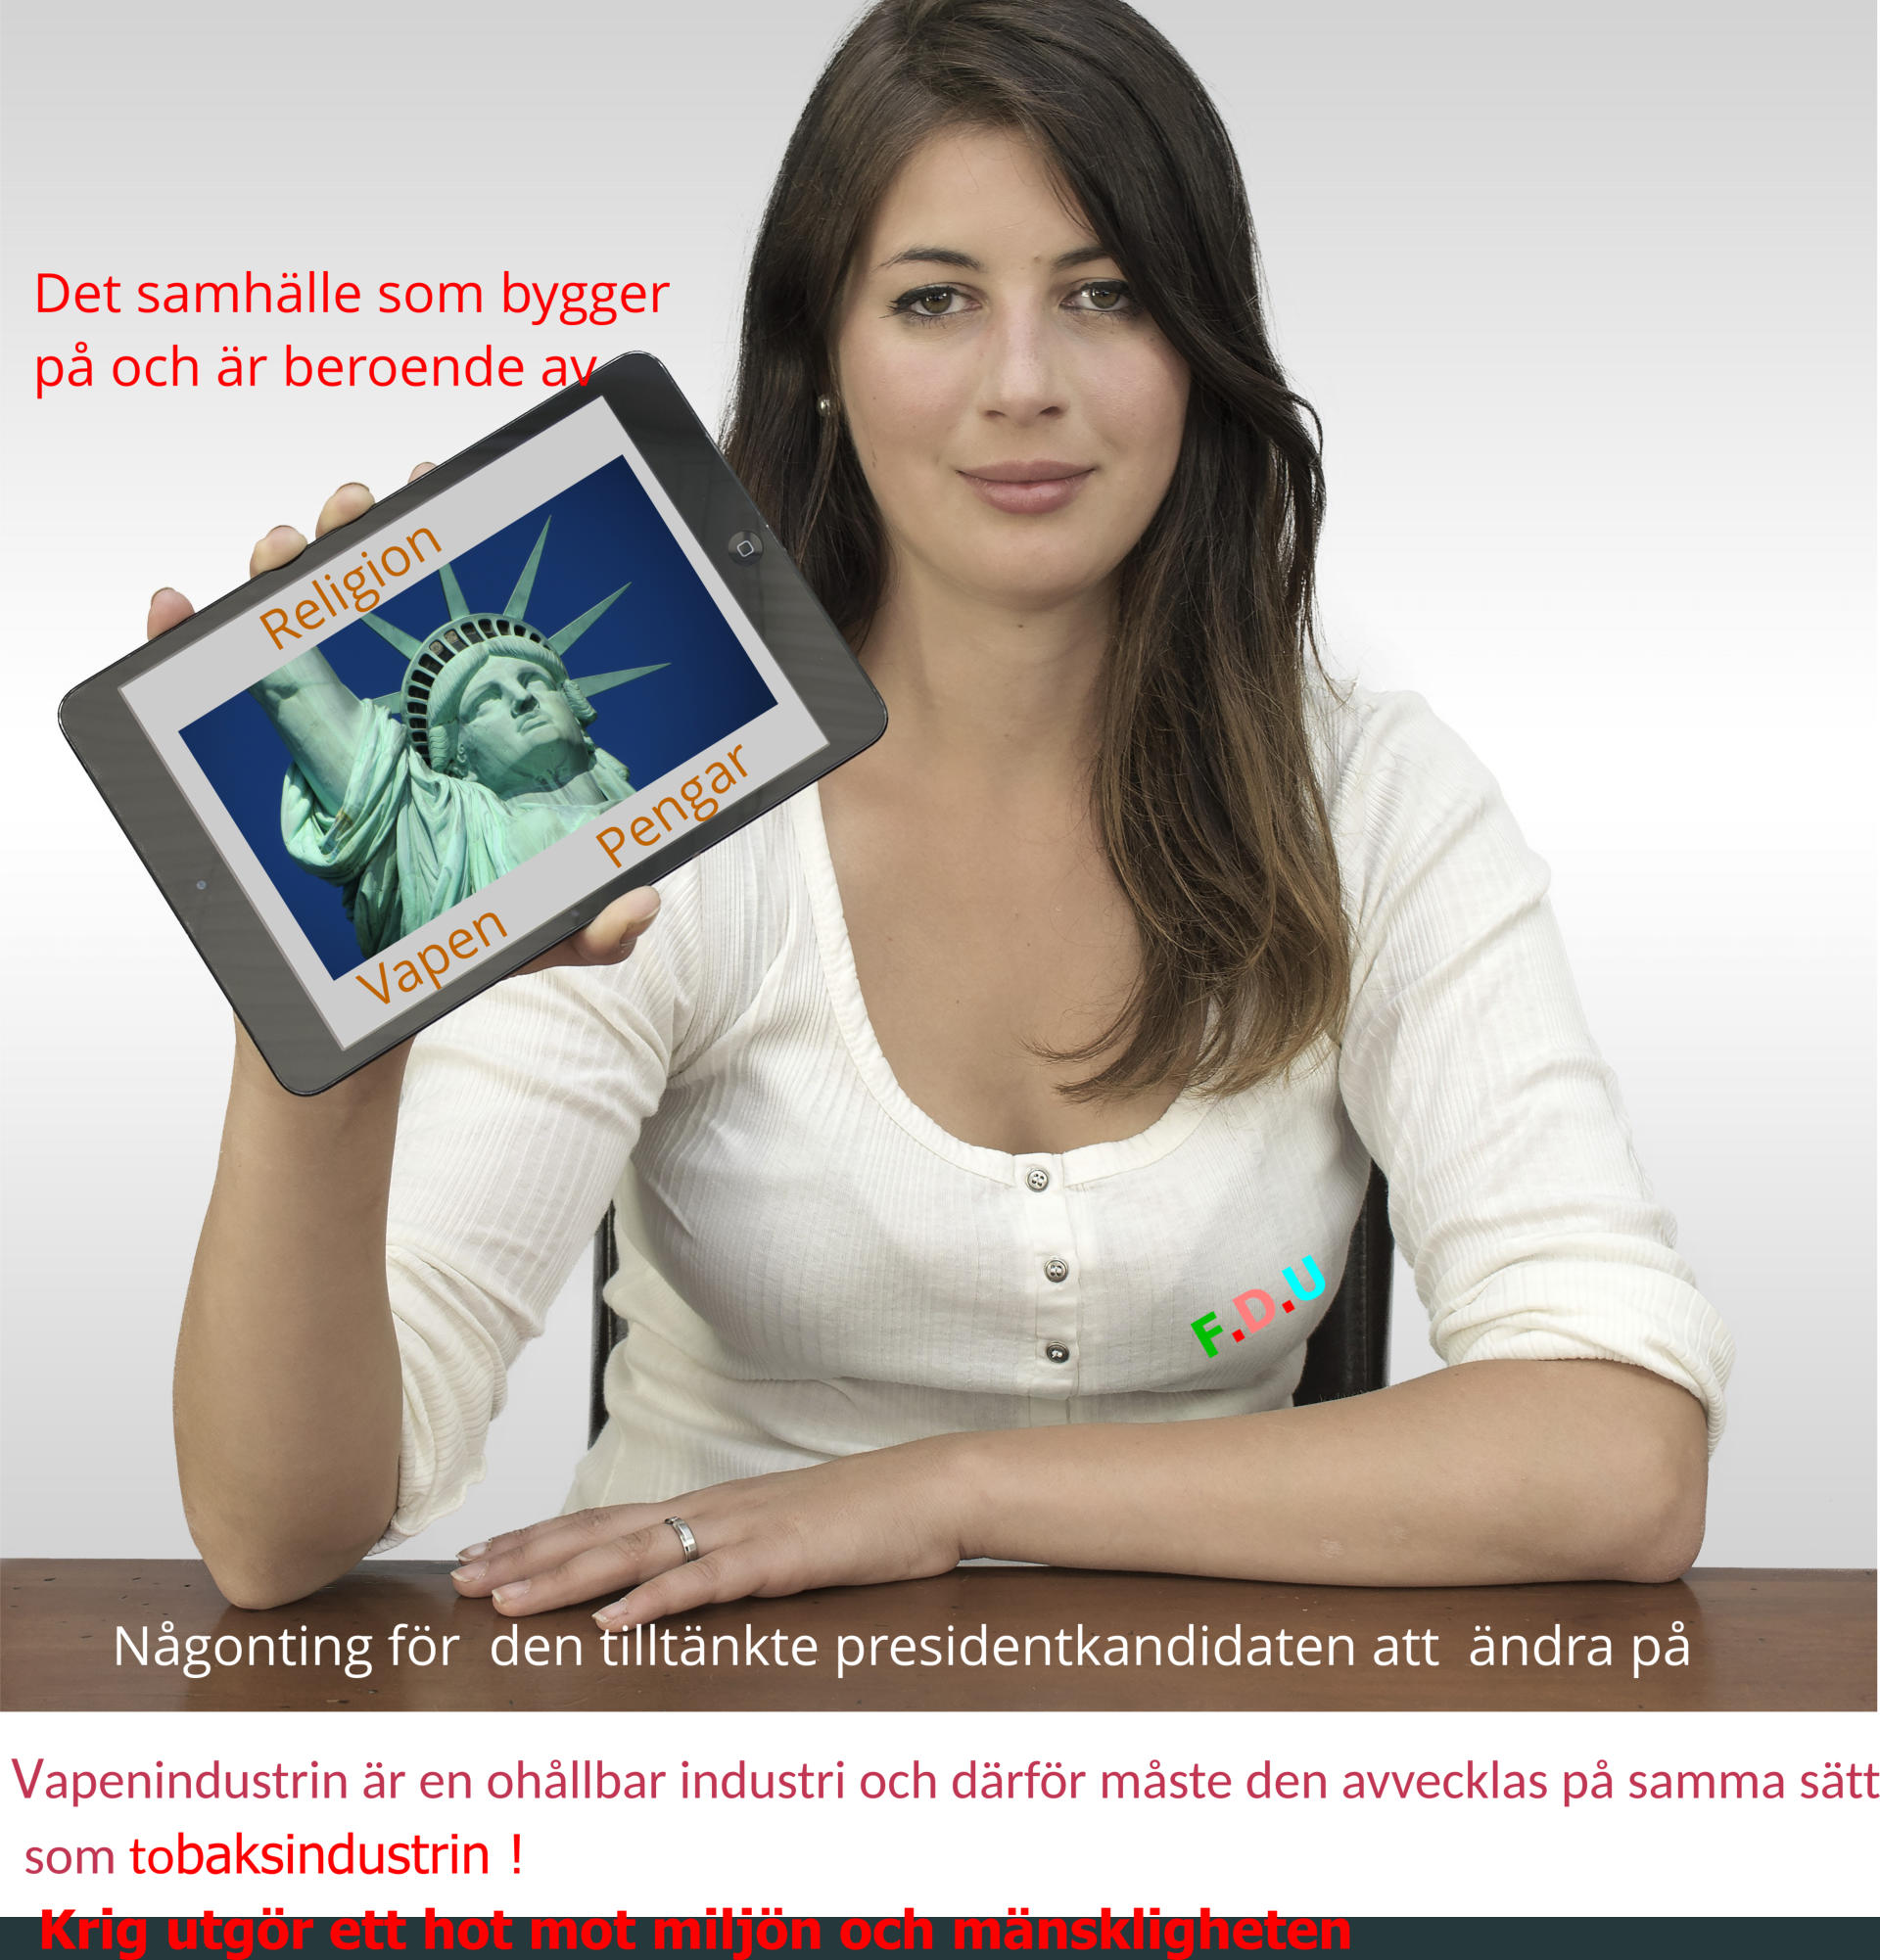 Det samhälle som bygger
på och är beroende av
Religion
Pengar
Vapen
F.D.U
Någonting för den tilltänkte presidentkandidaten att ändra på
Vapenindustrin är en ohållbar industri och därför måste den avvecklas på samma sätt
som tobaksindustrin !
Krig utgör ett hot mot miljön och mänskligheten